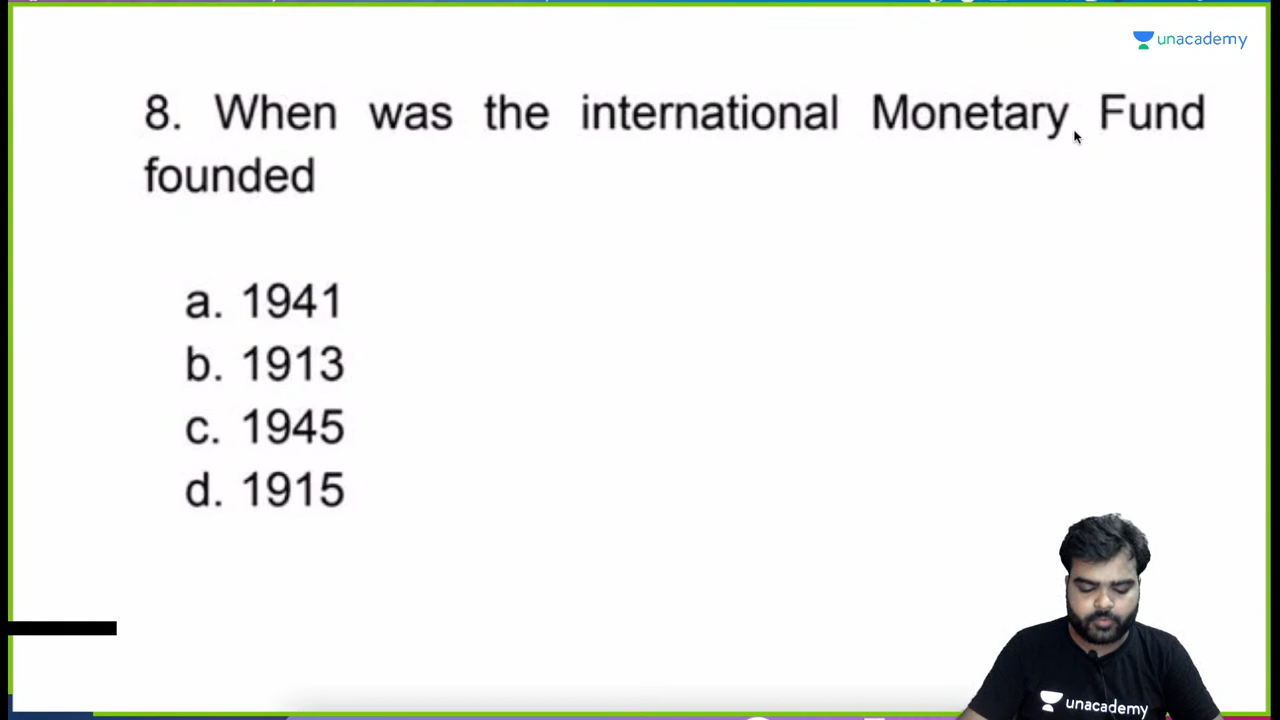 unacademy
8. When was the international Monetary Fund
founded
a. 1941
b. 1913
c. 1945
d. 1915
unacademy